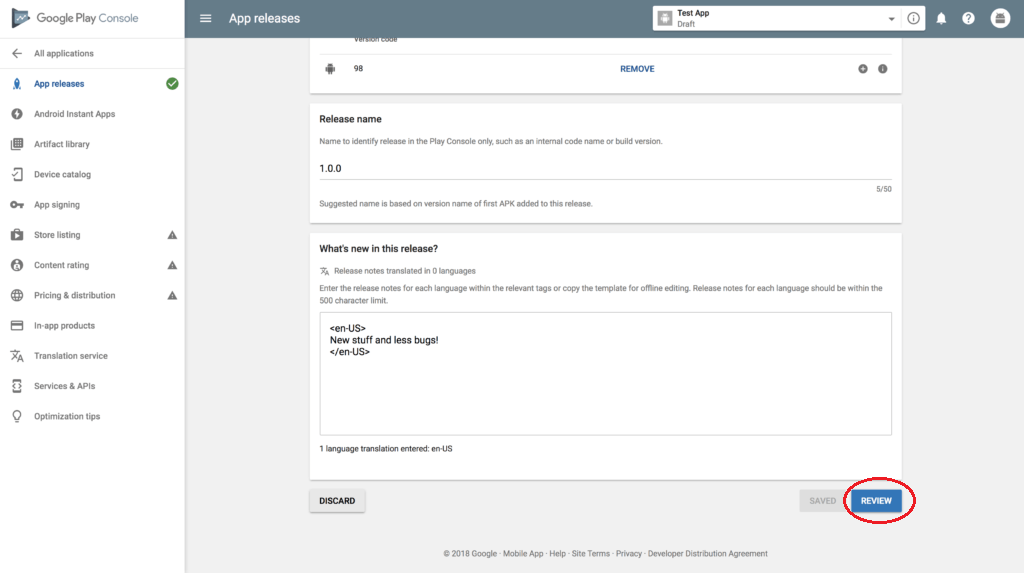 Google Play Console
App releases
Test App
Draft
All applications
App releases
Android Instant Apps
Artifact library
Device catalog
App signing
Store listing
Content rating
Pricing & distribution
In-app products
Translation service
Services & APIs
Optimization tips
Version code
98
REMOVE
Release name
Name to identify release in the Play Console only, such as an internal code name or build version.
1.0.0
5/50
Suggested name is based on version name of first APK added to this release.
What's new in this release?
Release notes translated in 0 languages
Enter the release notes for each language within the relevant tags or copy the template for offline editing. Release notes for each language should be within the
500 character limit.
<en-US>
New stuff and less bugs!
</en-US>
1 language translation entered: en-US
DISCARD
SAVED
REVIEW
© 2018 Google · Mobile App · Help · Site Terms · Privacy · Developer Distribution Agreement